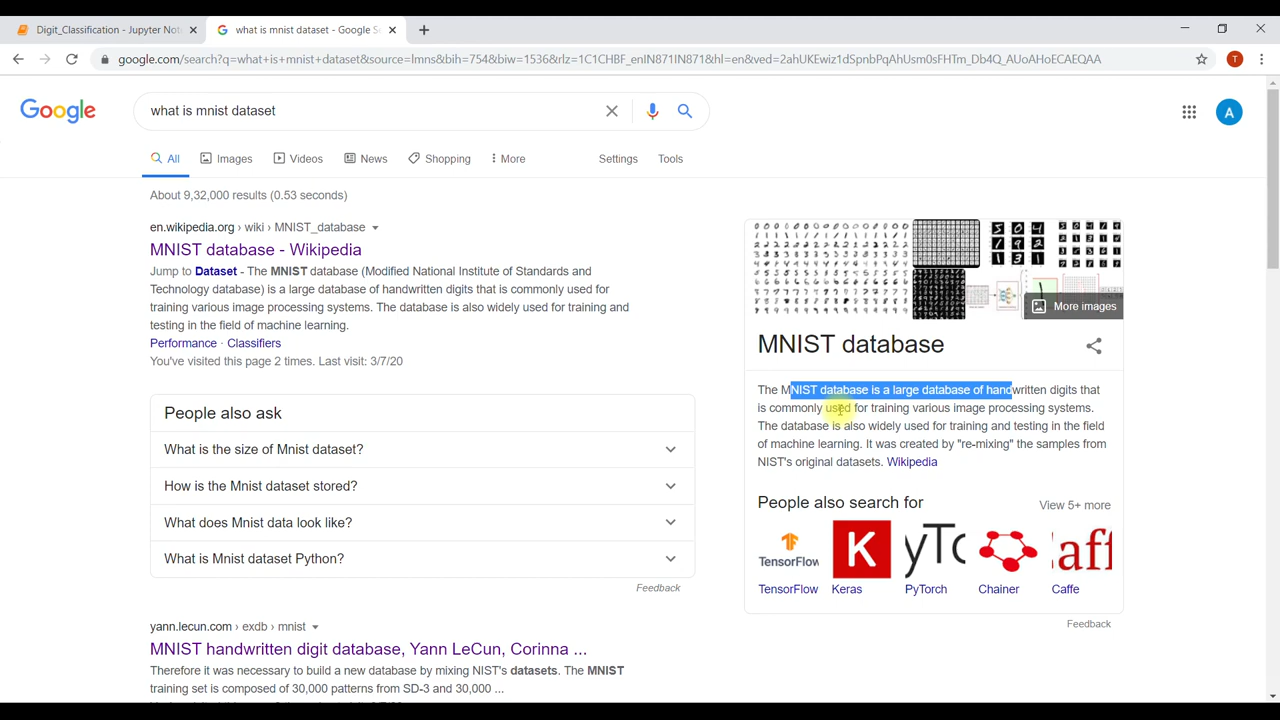 Digit_Classification - Jupyter Not
what is mnist dataset - Google S
google.com/search?q=what+is+mnist+dataset&source=lmns&bih=754&biw=1536&rlz=1C1CHBF_enIN871IN871&hl=en&ved=2ahUKEwiz1dSpnbPqAhUsm0sFHTm_Db4Q_AUoAHoECAEQAA
T
Google
what is mnist dataset
A
All
Images
Videos
News
Shopping
More
Settings
Tools
About 9,32,000 results (0.53 seconds)
en.wikipedia.org › wiki › MNIST_database
MNIST database - Wikipedia
Jump to Dataset - The MNIST database (Modified National Institute of Standards and
Technology database) is a large database of handwritten digits that is commonly used for
training various image processing systems. The database is also widely used for training and
testing in the field of machine learning.
Performance · Classifiers
You've visited this page 2 times. Last visit: 3/7/20
People also ask
What is the size of Mnist dataset?
How is the Mnist dataset stored?
What does Mnist data look like?
What is Mnist dataset Python?
Feedback
yann.lecun.com › exdb › mnist
MNIST handwritten digit database, Yann LeCun, Corinna ...
Therefore it was necessary to build a new database by mixing NIST's datasets. The MNIST
training set is composed of 30,000 patterns from SD-3 and 30,000 ...
More images
MNIST database
The MNIST database is a large database of handwritten digits that
is commonly used for training various image processing systems.
The database is also widely used for training and testing in the field
of machine learning. It was created by "re-mixing" the samples from
NIST's original datasets. Wikipedia
People also search for
View 5+ more
TensorFlow
K
yTo
aff
TensorFlow
Keras
PyTorch
Chainer
Caffe
Feedback